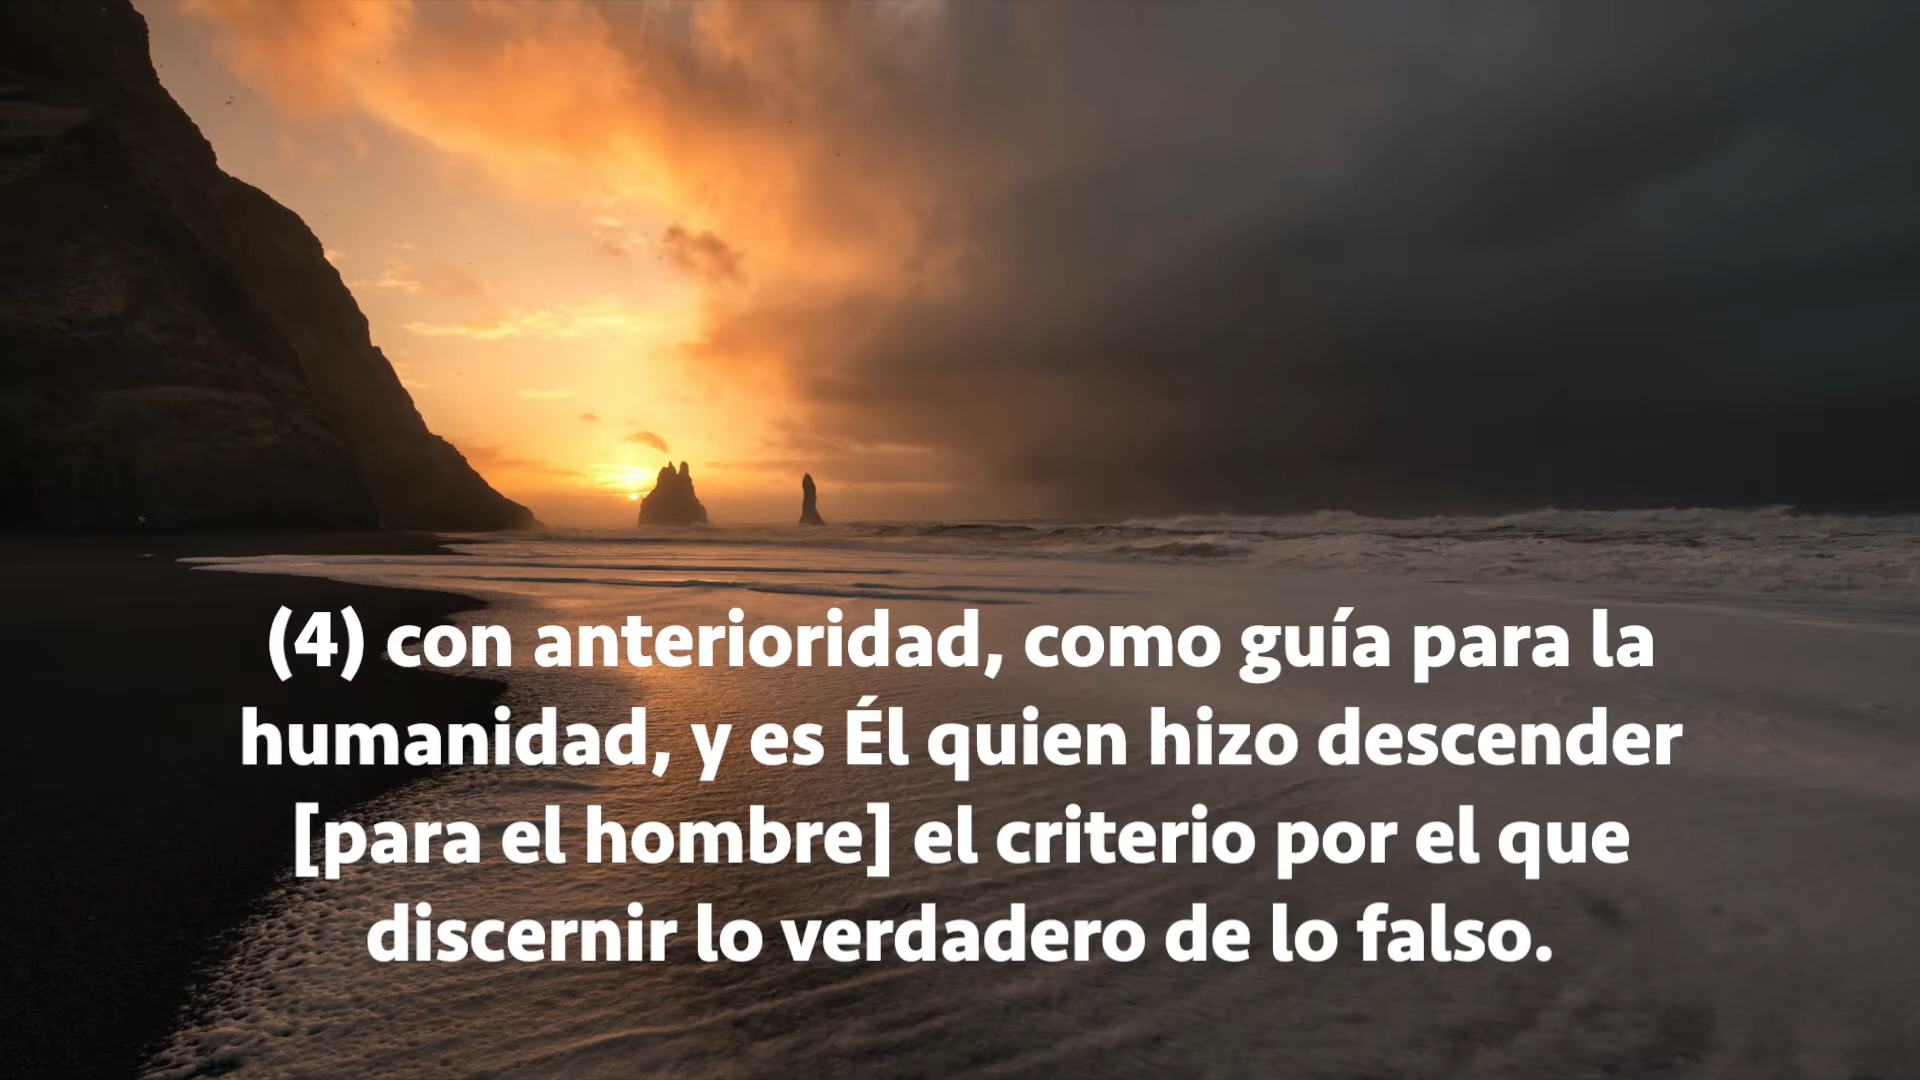 (4) con anterioridad, como guía para la
humanidad, y es Él quien hizo descender
[para el hombre] el criterio por el que
discernir lo verdadero de lo falso.